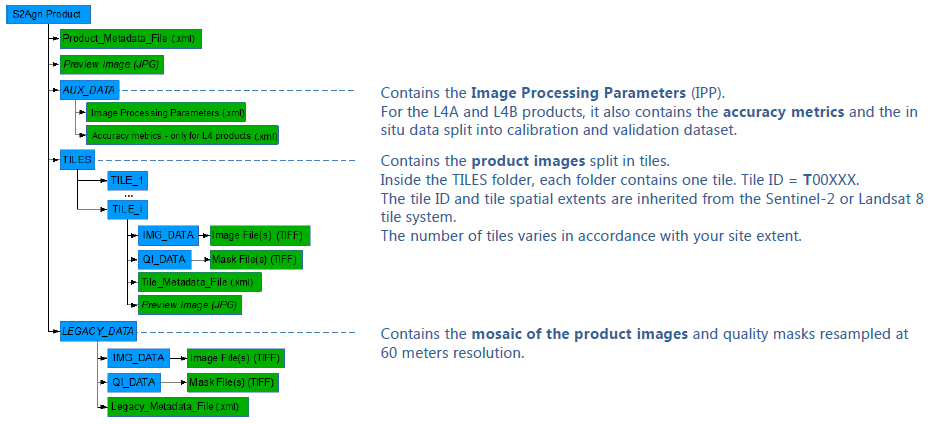 S2Agri Product
Product_Metadata_File (.xml)
Preview Image (JPG)
AUX_DATA
Contains the Image Processing Parameters (IPP).
For the L4A and L4B products, it also contains the accuracy metrics and the in
situ data split into calibration and validation dataset.
Image Processing Parameters (.xml)
Accuracy metrics - only for L4 products (.xml)
TILES
Contains the product images split in tiles.
Inside the TILES folder, each folder contains one tile. Tile ID = T00XXX.
The tile ID and tile spatial extents are inherited from the Sentinel-2 or Landsat 8
tile system.
The number of tiles varies in accordance with your site extent.
TILE_1
...
TILE_i
IMG_DATA
Image File(s) (TIFF)
QI_DATA
Mask File(s) (TIFF)
Tile_Metadata_File (.xml)
Preview Image (JPG)
LEGACY_DATA
Contains the mosaic of the product images and quality masks resampled at
60 meters resolution.
IMG_DATA
Image File(s) (TIFF)
QI_DATA
Mask File(s) (TIFF)
Legacy_Metadata_File (.xml)